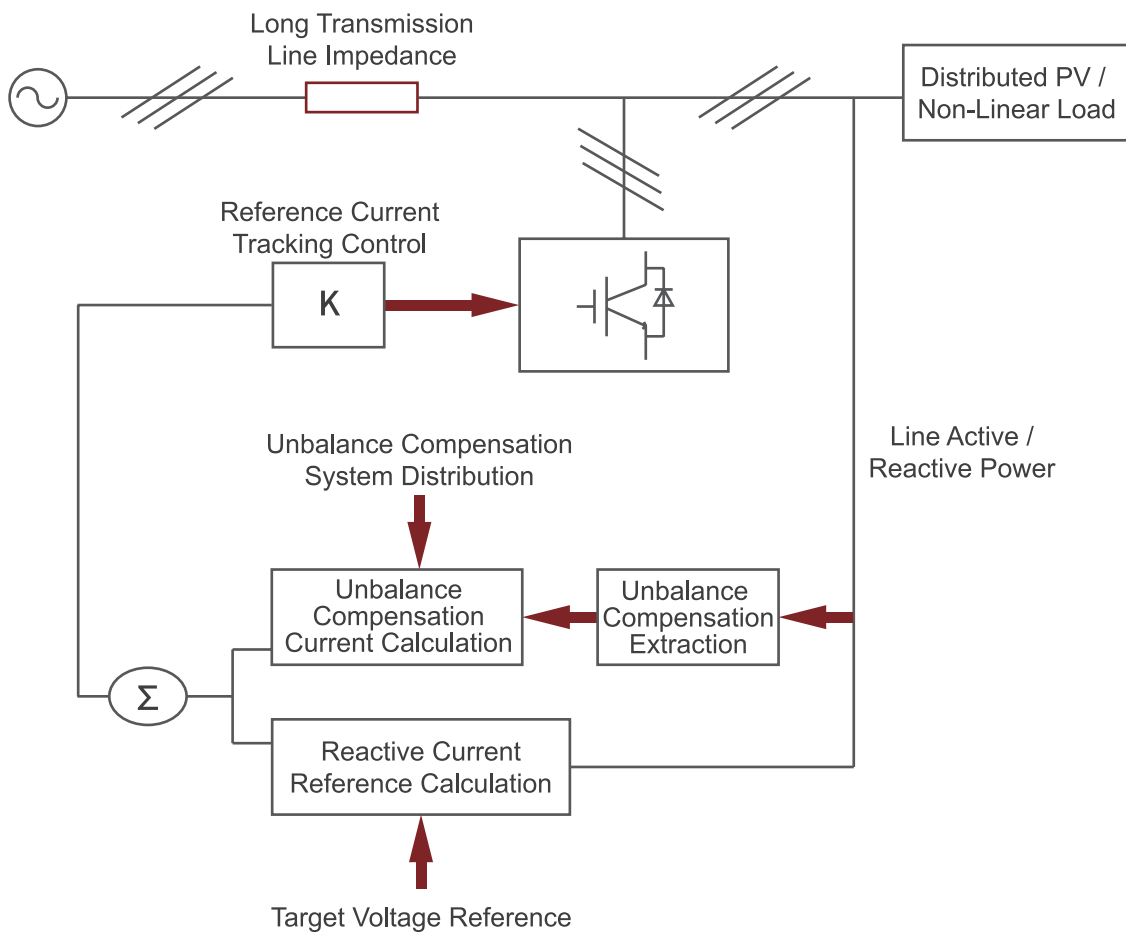 Long Transmission
Line Impedance
Distributed PV /
Non-Linear Load
Reference Current
Tracking Control
K
Line Active /
Reactive Power
Unbalance Compensation
System Distribution
Unbalance
Compensation
Current Calculation
Unbalance
Compensation
Extraction
Σ
Reactive Current
Reference Calculation
Target Voltage Reference